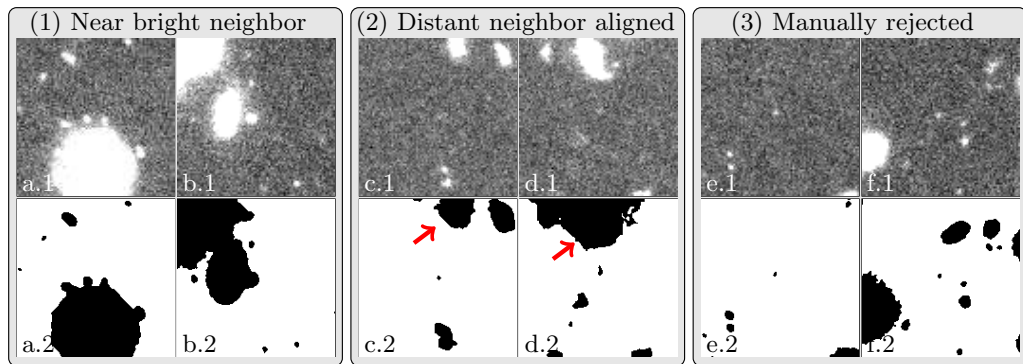 (1) Near bright neighbor
(2) Distant neighbor aligned
(3) Manually rejected
a.1
b.1
c.1
d.1
e.1
f.1
a.2
b.2
c.2
d.2
e.2
f.2